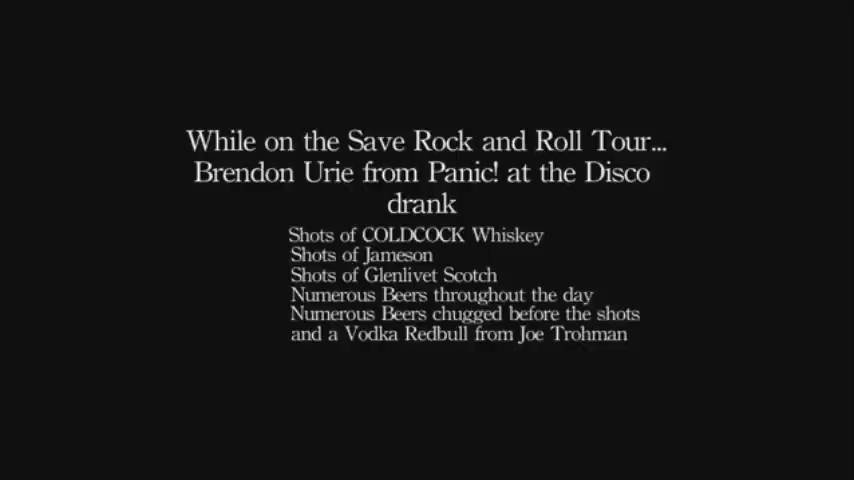 While on the Save Rock and Roll Tour...
Brendon Urie from Panic! at the Disco
drank
Shots of COLDCOCK Whiskey
Shots of Jameson
Shots of Glenlivet Scotch
Numerous Beers throughout the day
Numerous Beers chugged before the shots
and a Vodka Redbull from Joe Trohman